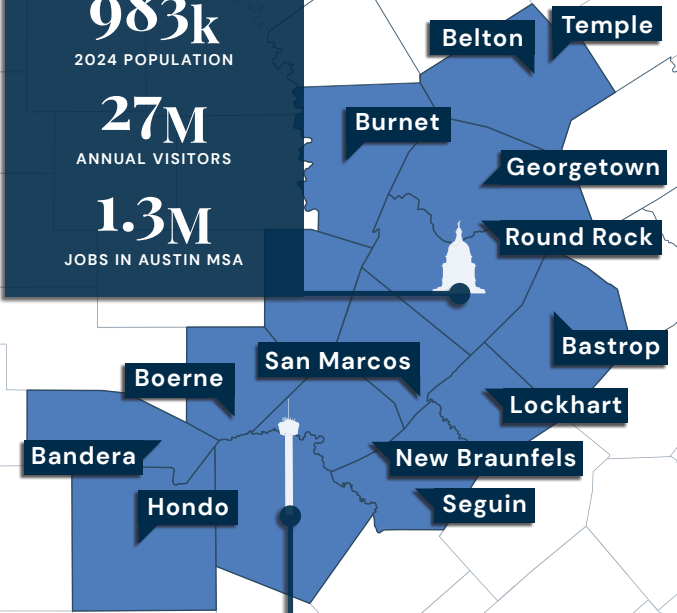 983k
2024 POPULATION
27M
ANNUAL VISITORS
1.3M
JOBS IN AUSTIN MSA
Temple
Belton
Burnet
Georgetown
Round Rock
Bastrop
San Marcos
Boerne
Lockhart
Bandera
New Braunfels
Hondo
Seguin